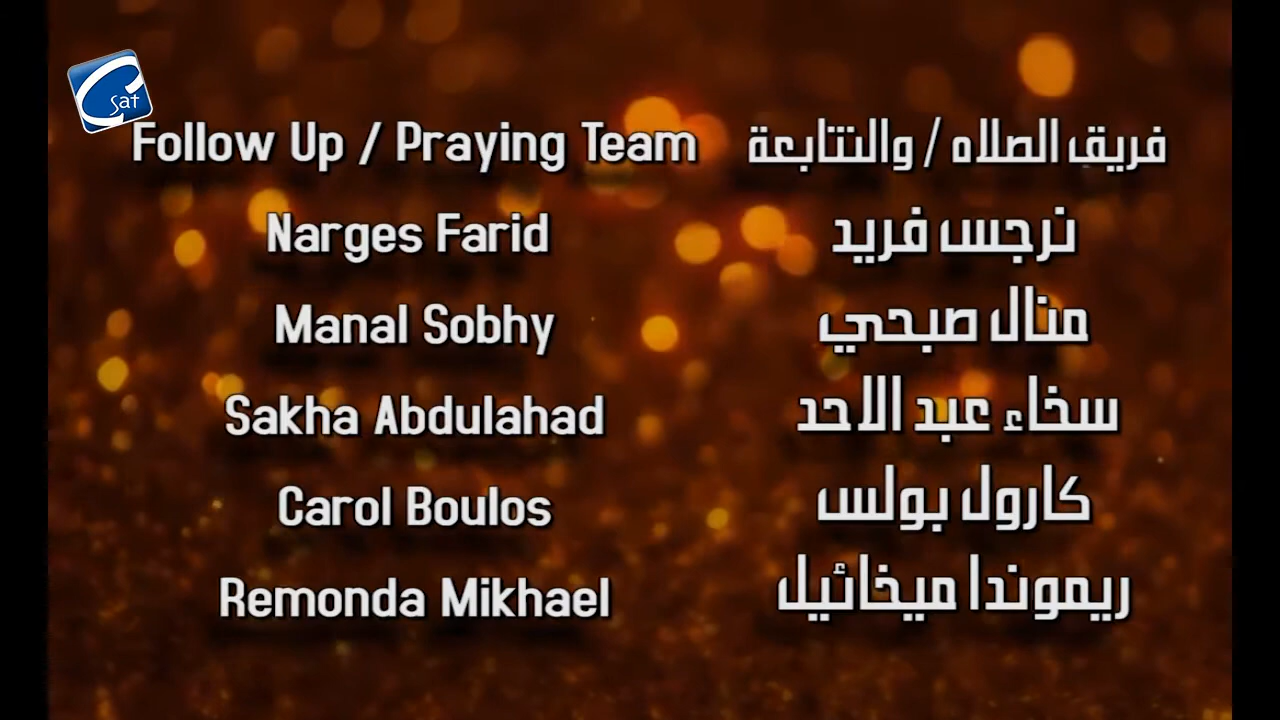 C Sat
Follow Up / Praying Team
فريق الصلاه / والمتابعة
Narges Farid
نرجس فريد
Manal Sobhy
منال صبحي
Sakha Abdulahad
سخاء عبد الاحد
Carol Boulos
كارول بولس
Remonda Mikhael
ريموندا ميخائيل